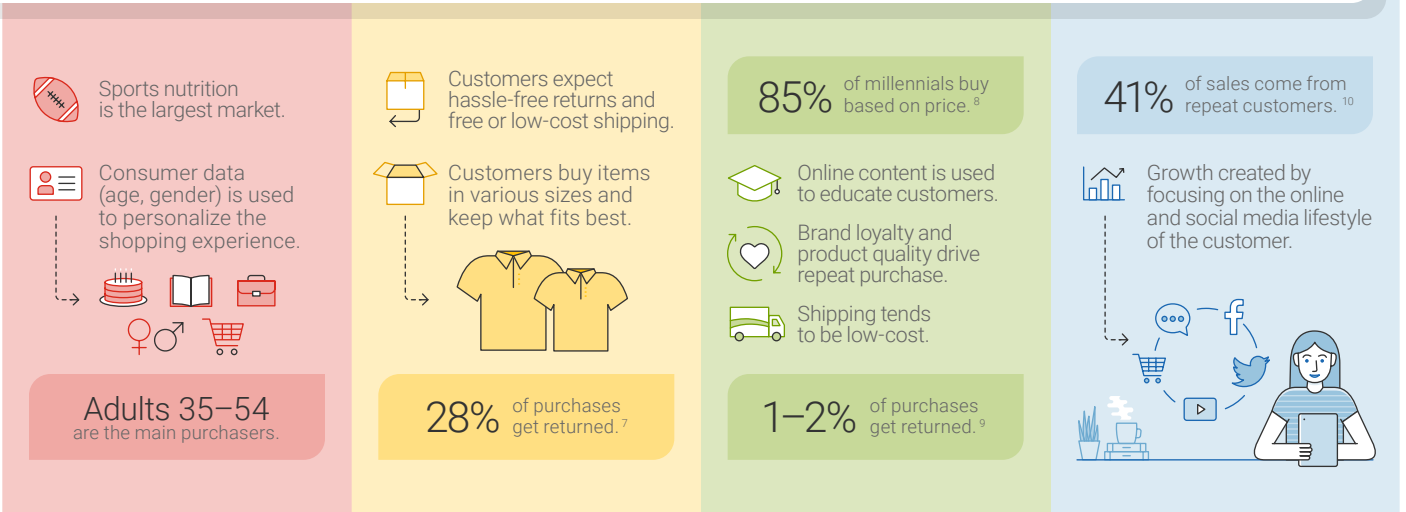 Sports nutrition
is the largest market.
Consumer data
(age, gender) is used
to personalize the
shopping experience.
Adults 35–54
are the main purchasers.
Customers expect
hassle-free returns and
free or low-cost shipping.
Customers buy items
in various sizes and
keep what fits best.
28% of purchases
get returned. 7
85% of millennials buy
based on price. 8
Online content is used
to educate customers.
Brand loyalty and
product quality drive
repeat purchase.
Shipping tends
to be low-cost.
1–2% of purchases
get returned. 9
41% of sales come from
repeat customers. 10
Growth created by
focusing on the online
and social media lifestyle
of the customer.